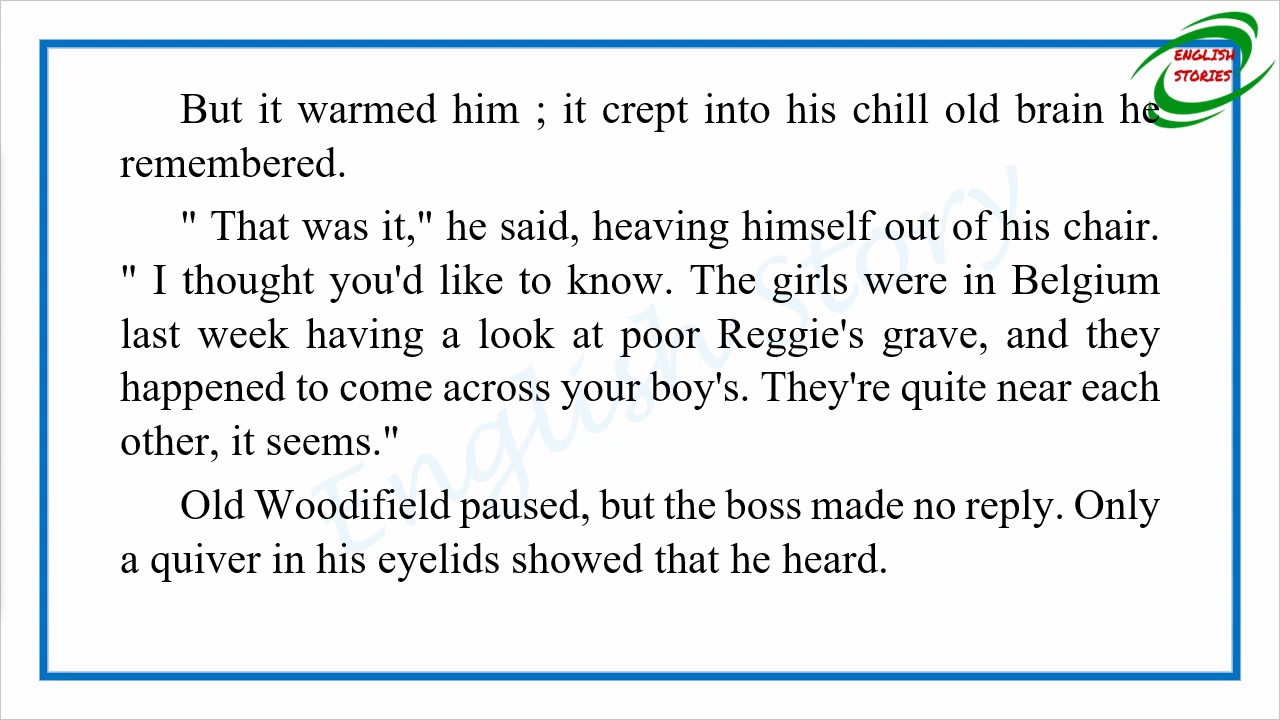 ENGLISH
STORIES
But it warmed him ; it crept into his chill old brain he
remembered.
" That was it," he said, heaving himself out of his chair.
" I thought you'd like to know. The girls were in Belgium
last week having a look at poor Reggie's grave, and they
happened to come across your boy's. They're quite near each
other, it seems."
Old Woodifield paused, but the boss made no reply. Only
a quiver in his eyelids showed that he heard.
English Story